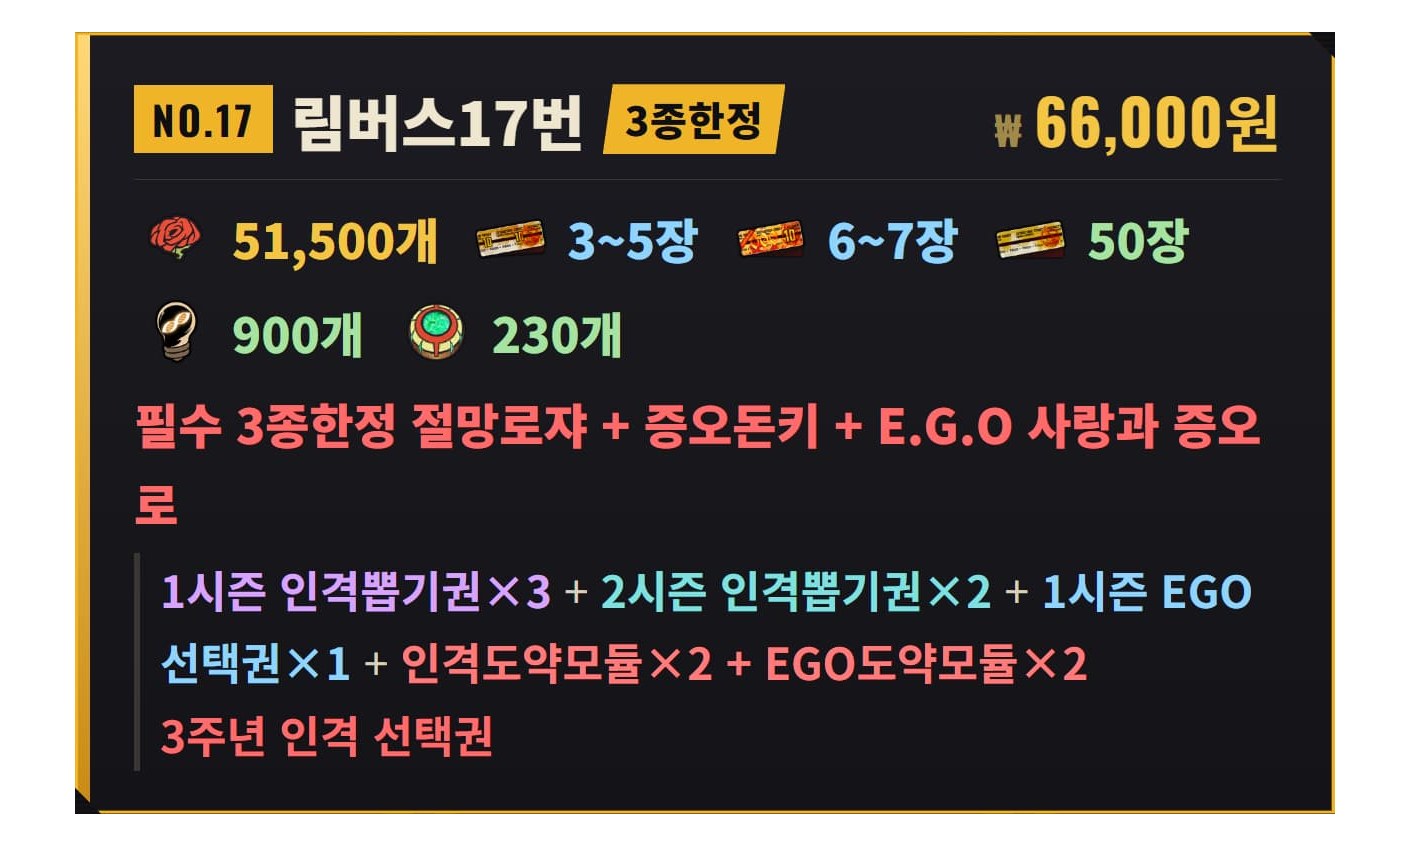 NO.17 림버스17번 3종한정 ₩ 66,000원
51,500개 3~5장 6~7장 50장
900개 230개
필수 3종한정 절망로쟈 + 증오돈키 + E.G.O 사랑과 증오
로
1시즌 인격뽑기권×3 + 2시즌 인격뽑기권×2 + 1시즌 EGO
선택권×1 + 인격도약모듈×2 + EGO도약모듈×2
3주년 인격 선택권